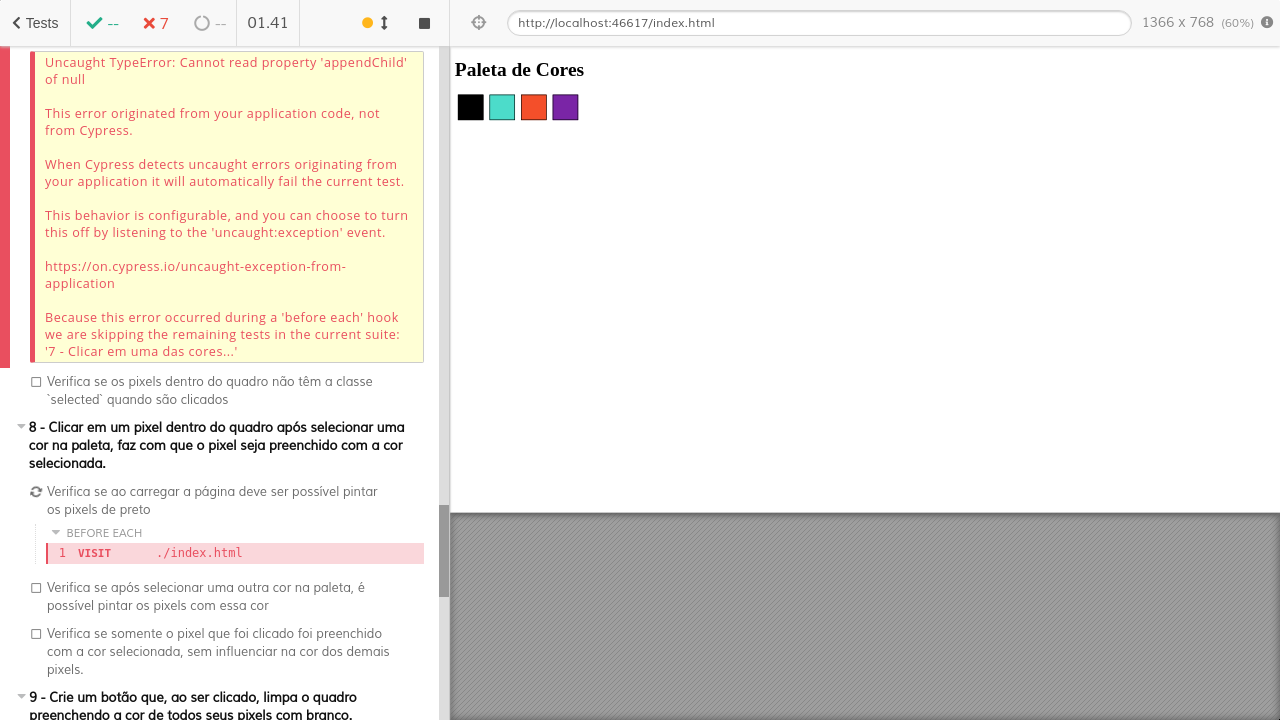 Tests
--
7
--
01.41
http://localhost:46617/index.html
1366 x 768 (60%)
Uncaught TypeError: Cannot read property 'appendChild'
of null
This error originated from your application code, not
from Cypress.
When Cypress detects uncaught errors originating from
your application it will automatically fail the current test.
This behavior is configurable, and you can choose to turn
this off by listening to the 'uncaught:exception' event.
https://on.cypress.io/uncaught-exception-from-
application
Because this error occurred during a 'before each' hook
we are skipping the remaining tests in the current suite:
'7 - Clicar em uma das cores...'
Verifica se os pixels dentro do quadro não têm a classe
`selected` quando são clicados
8 - Clicar em um pixel dentro do quadro após selecionar uma
cor na paleta, faz com que o pixel seja preenchido com a cor
selecionada.
Verifica se ao carregar a página deve ser possível pintar
os pixels de preto
BEFORE EACH
1 VISIT ./index.html
Verifica se após selecionar uma outra cor na paleta, é
possível pintar os pixels com essa cor
Verifica se somente o pixel que foi clicado foi preenchido
com a cor selecionada, sem influenciar na cor dos demais
pixels.
9 - Crie um botão que, ao ser clicado, limpa o quadro
preenchendo a cor de todos seus pixels com branco.
Paleta de Cores